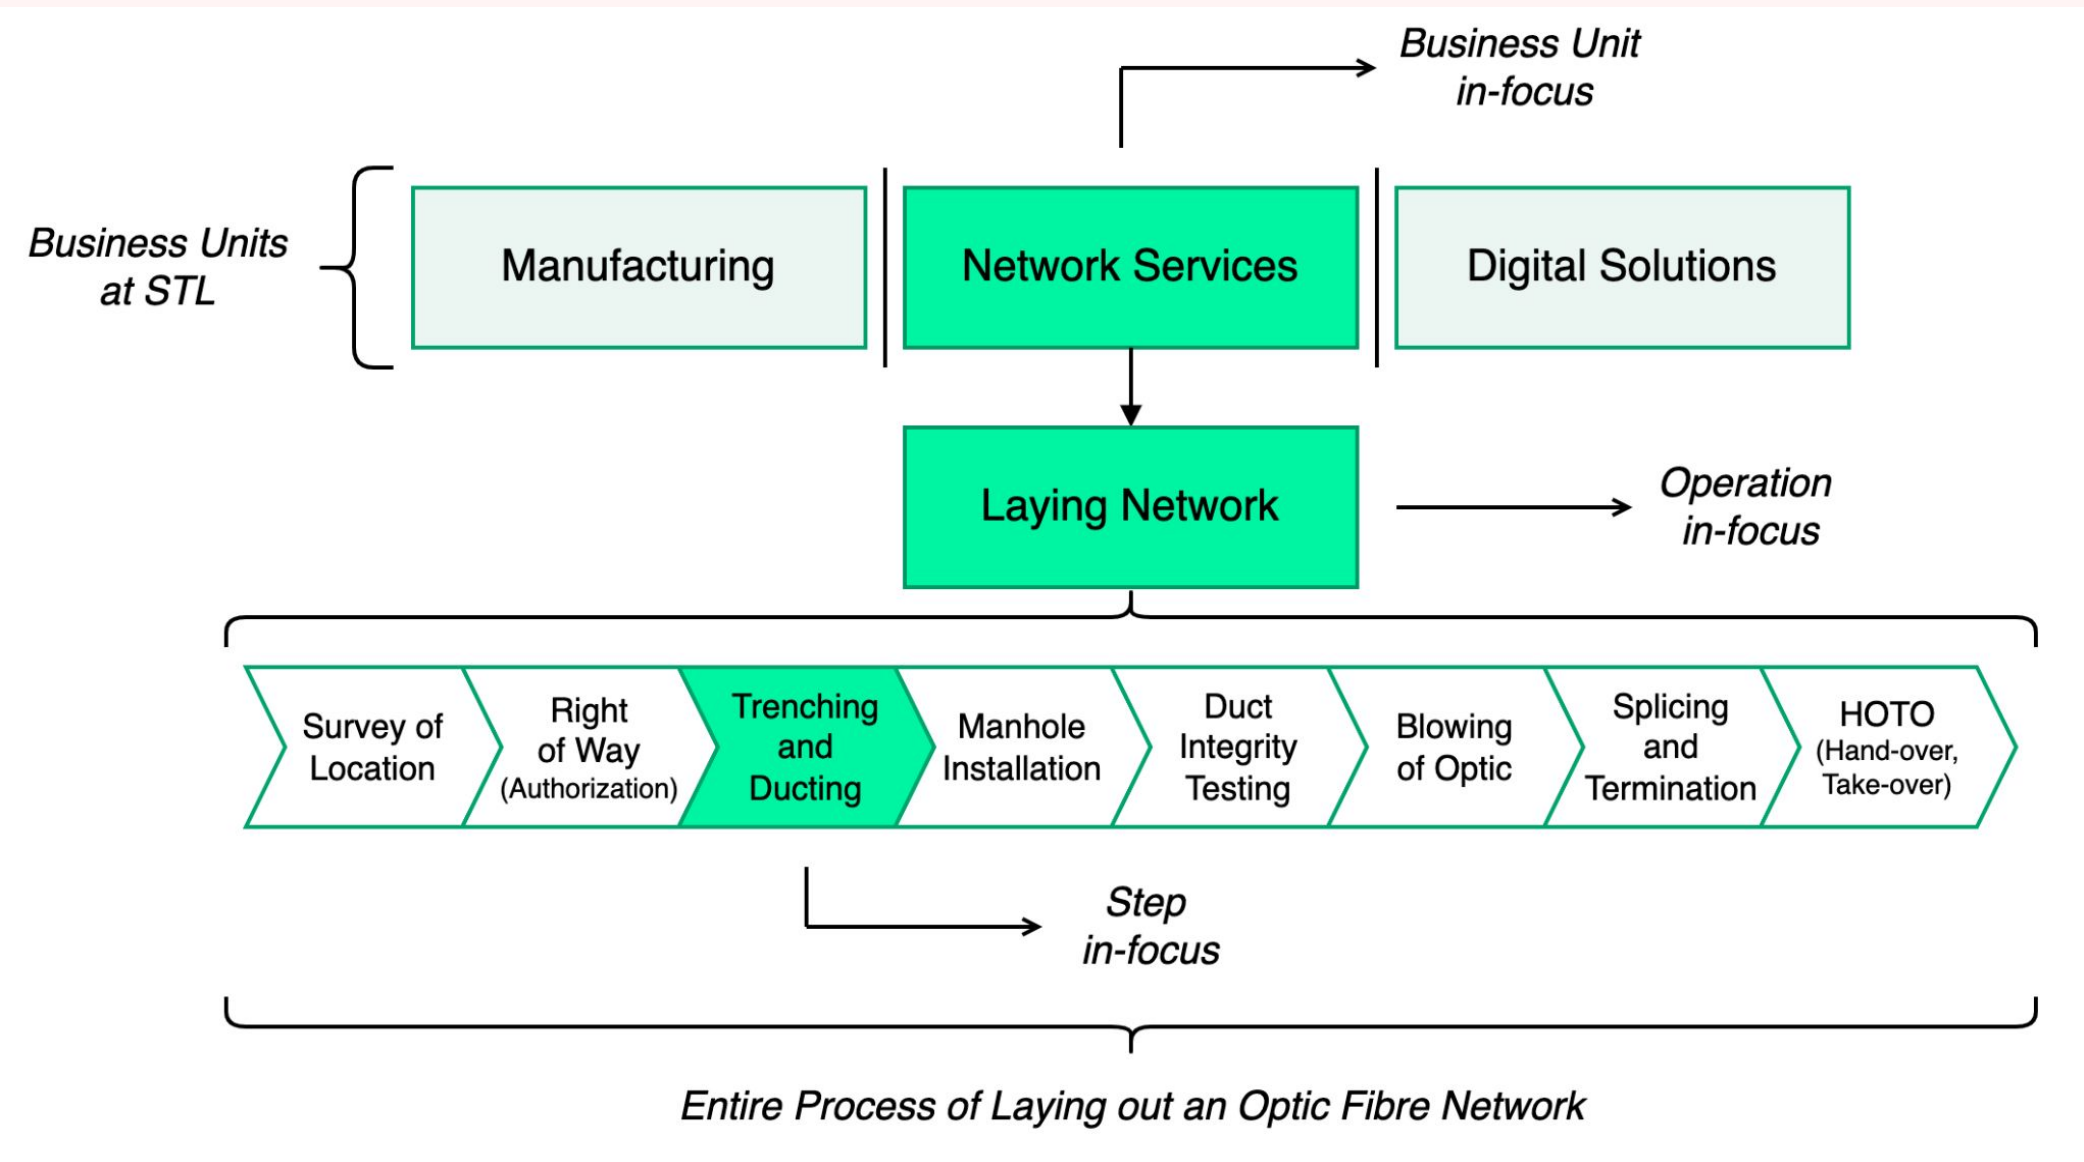 Business Unit
in-focus
Business Units
at STL
Manufacturing
Network Services
Digital Solutions
Laying Network
Operation
in-focus
Survey of
Location
Right
of Way
(Authorization)
Trenching
and
Ducting
Manhole
Installation
Duct
Integrity
Testing
Blowing
of Optic
Splicing
and
Termination
HOTO
(Hand-over,
Take-over)
Step
in-focus
Entire Process of Laying out an Optic Fibre Network